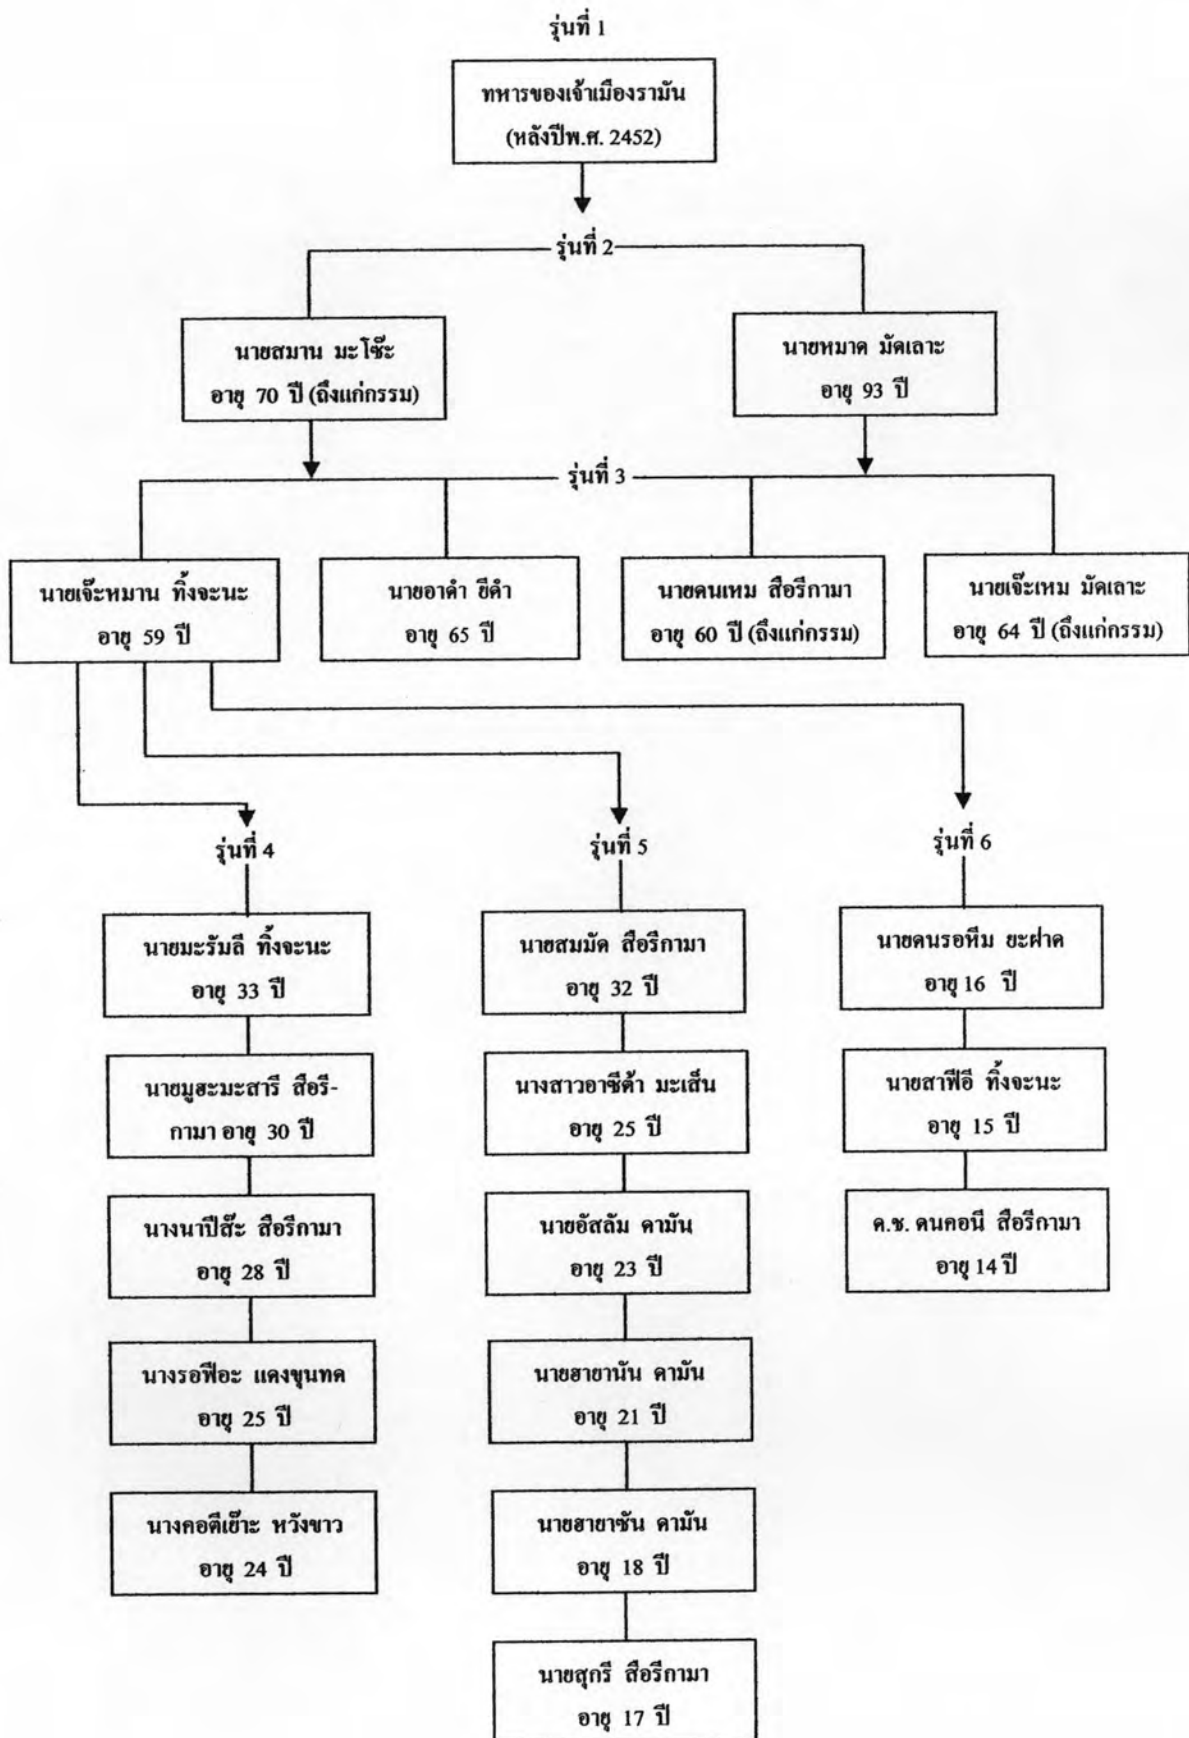 รุ่นที่ 1
ทหารของเจ้าเมืองรามัน
(หลังปีพ.ศ. 2452)
รุ่นที่ 2
นายสมาน มะโซ๊ะ
อายุ 70 ปี (ถึงแก่กรรม)
นายหมาด มัดเลาะ
อายุ 93 ปี
รุ่นที่ 3
นายเจ๊ะหมาน ทิ้งจะนะ
อายุ 59 ปี
นายอาดำ ยีดำ
อายุ 65 ปี
นายดนเหม สือรีกามา
อายุ 60 ปี (ถึงแก่กรรม)
นายเจ๊ะเหม มัดเลาะ
อายุ 64 ปี (ถึงแก่กรรม)
รุ่นที่ 4
นายมะรัมลี ทิ้งจะนะ
อายุ 33 ปี
นายมูฮะมะสารี สือรี-
กามา อายุ 30 ปี
นางนาปีส๊ะ สือรีกามา
อายุ 28 ปี
นางรอฟีอะ แดงขุนทด
อายุ 25 ปี
นางคอตีเย๊าะ หวังขาว
อายุ 24 ปี
รุ่นที่ 5
นายสมมัด สือรีกามา
อายุ 32 ปี
นางสาวอาซีด้า มะเส็น
อายุ 25 ปี
นายอัสลัม ดามัน
อายุ 23 ปี
นายฮายานัน ดามัน
อายุ 21 ปี
นายฮายาซัน ดามัน
อายุ 18 ปี
นายสุกรี สือรีกามา
อายุ 17 ปี
รุ่นที่ 6
นายดนรอหีม ยะฝาด
อายุ 16 ปี
นายสาฟีอี ทิ้งจะนะ
อายุ 15 ปี
ด.ช. ดนคอนี สือรีกามา
อายุ 14 ปี